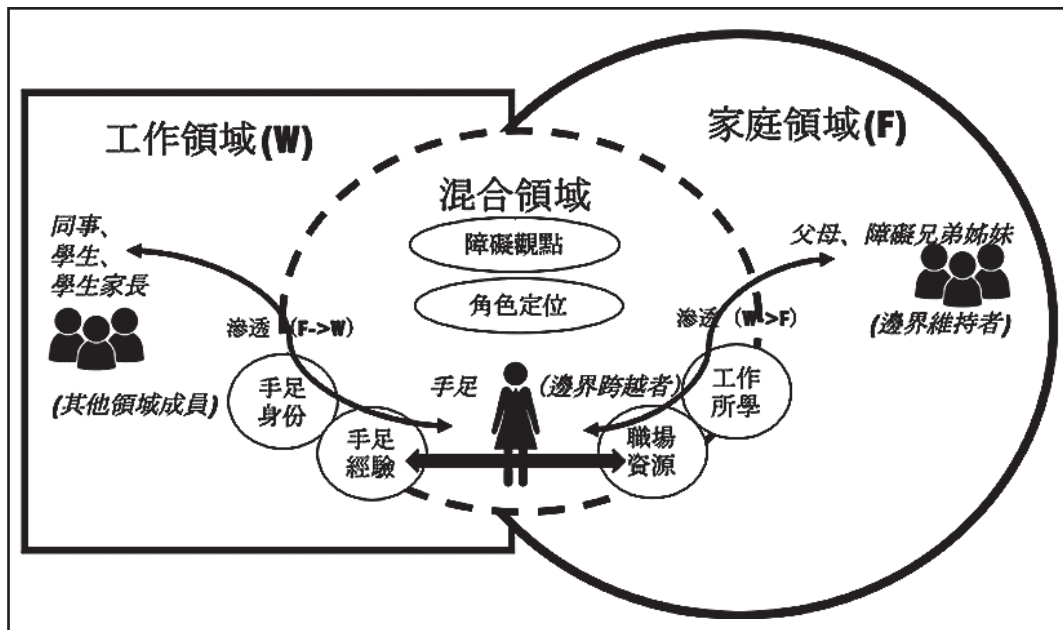 工作領域(W)
家庭領域(F)
混合領域
障礙觀點
角色定位
同事、
學生、
學生家長
(其他領域成員)
滲透 (F->W)
手足
身份
手足
經驗
手足
(邊界跨越者)
職場
資源
工作
所學
滲透 (W->F)
父母、障礙兄弟姊妹
(邊界維持者)